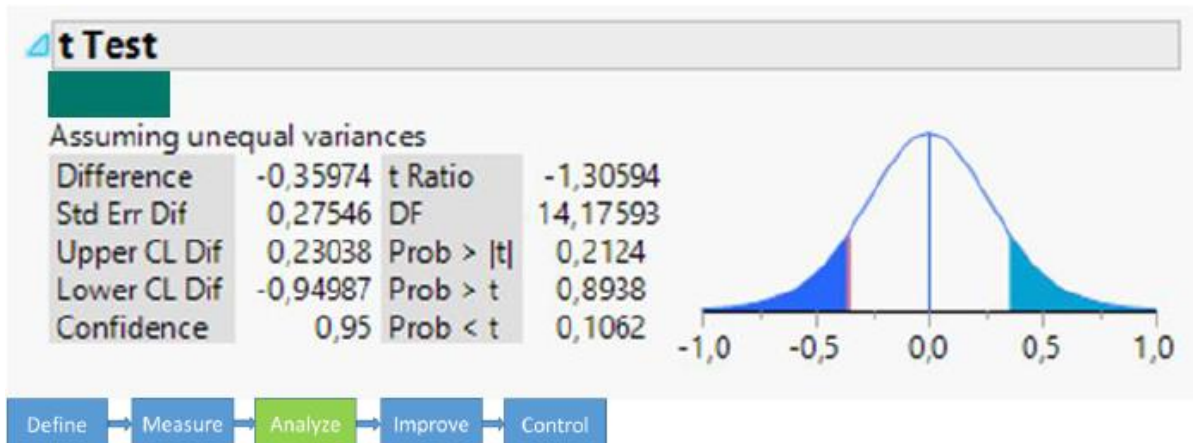 t Test
Assuming unequal variances
Difference -0,35974 t Ratio -1,30594
Std Err Dif 0,27546 DF 14,17593
Upper CL Dif 0,23038 Prob > |t| 0,2124
Lower CL Dif -0,94987 Prob > t 0,8938
Confidence 0,95 Prob < t 0,1062
-1,0 -0,5 0,0 0,5 1,0
Define Measure Analyze Improve Control